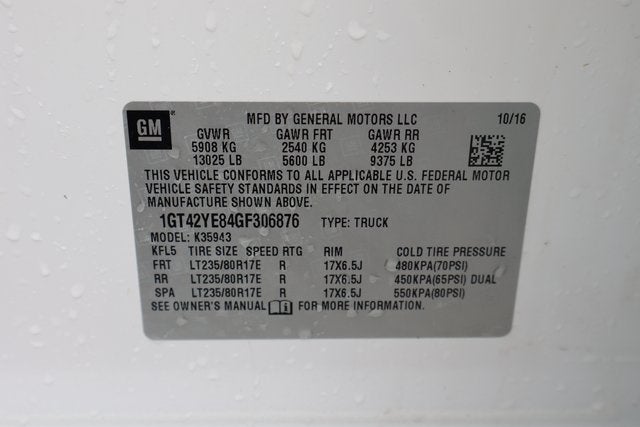 GM
MFD BY GENERAL MOTORS LLC 10/16
GVWR GAWR FRT GAWR RR
5908 KG 2540 KG 4253 KG
13025 LB 5600 LB 9375 LB
THIS VEHICLE CONFORMS TO ALL APPLICABLE U.S. FEDERAL MOTOR
VEHICLE SAFETY STANDARDS IN EFFECT ON THE DATE OF
MANUFACTURE SHOWN ABOVE.
1GT42YE84GF306876 TYPE: TRUCK
MODEL: K35943
KFL5 TIRE SIZE SPEED RTG RIM COLD TIRE PRESSURE
FRT LT235/80R17E R 17X6.5J 480KPA(70PSI)
RR LT235/80R17E R 17X6.5J 450KPA(65PSI) DUAL
SPA LT235/80R17E R 17X6.5J 550KPA(80PSI)
SEE OWNER'S MANUAL FOR MORE INFORMATION.